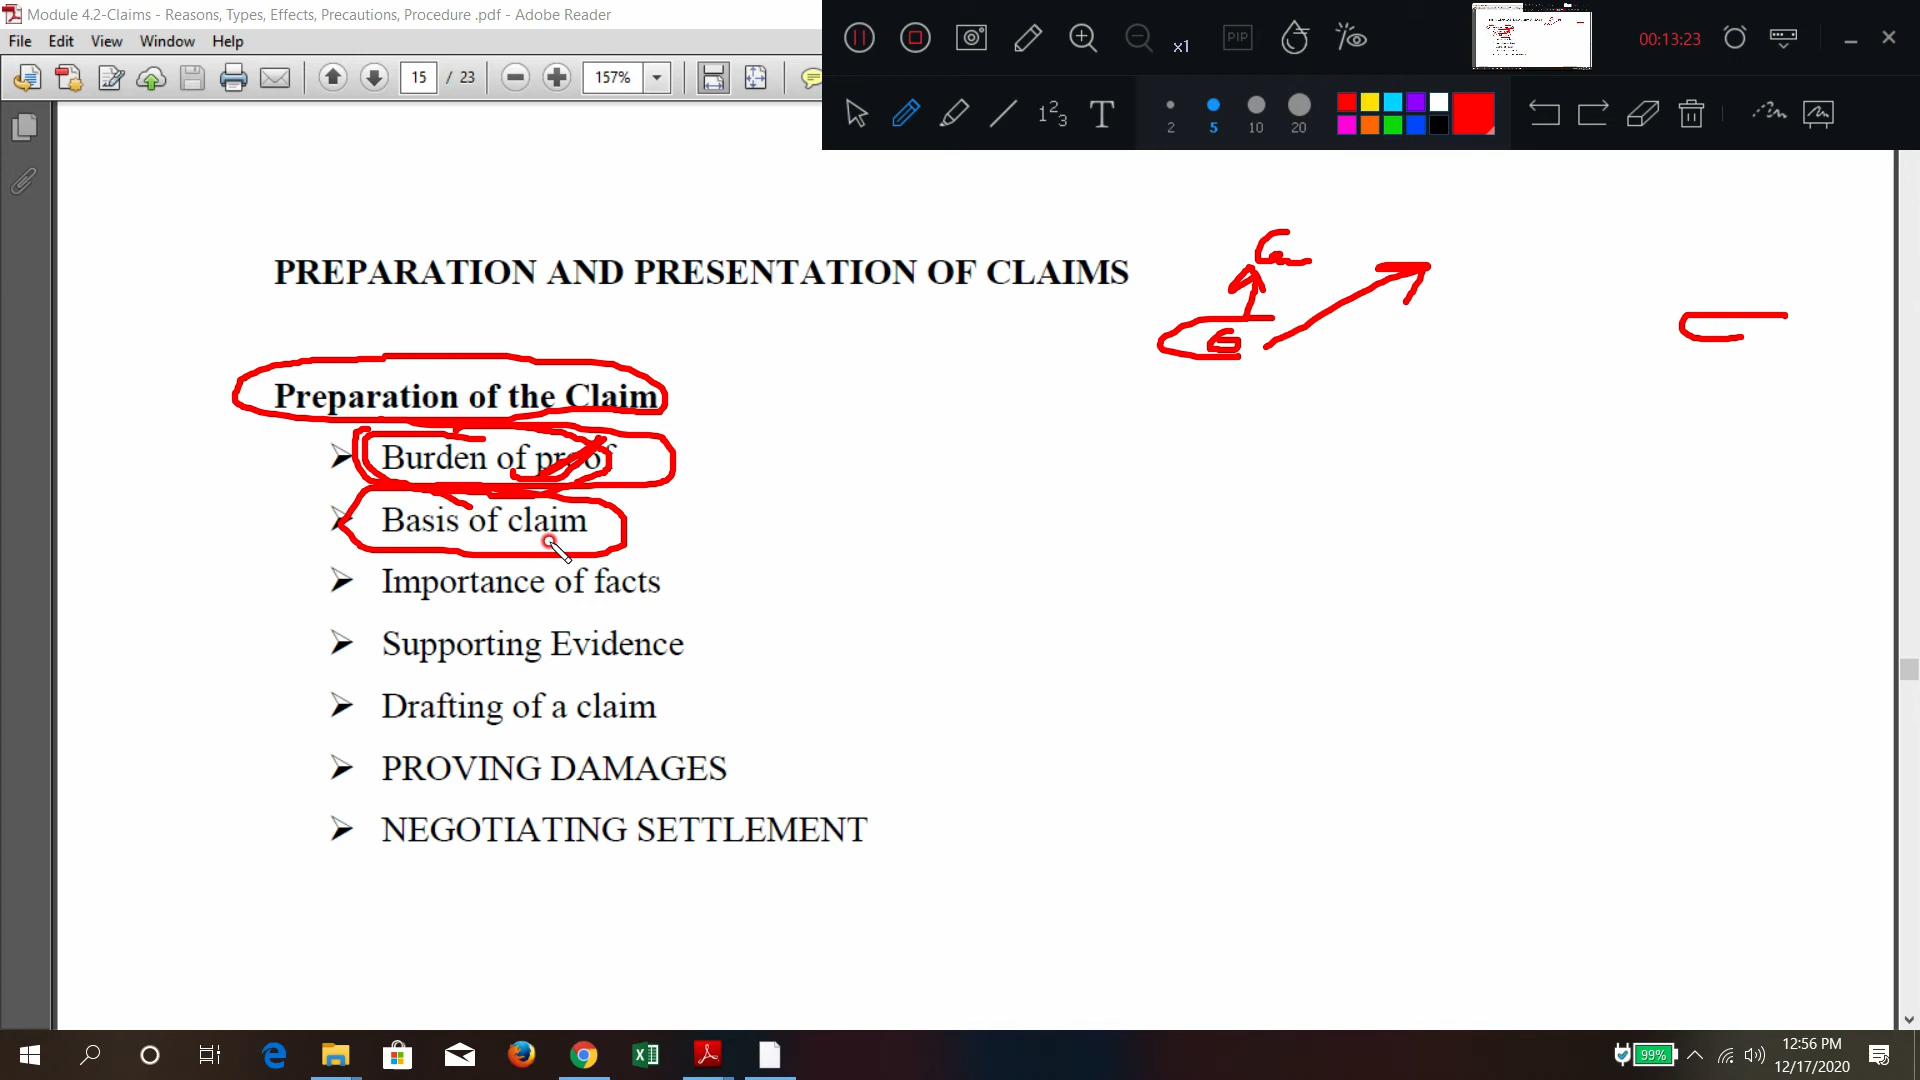 Module 4.2-Claims - Reasons, Types, Effects, Precautions, Procedure .pdf - Adobe Reader
File Edit View Window Help
15 / 23 157%
x1 PIP 00:13:23
1 2 3 T 2 5 10 20
PREPARATION AND PRESENTATION OF CLAIMS
Preparation of the Claim
Burden of proof
Basis of claim
Importance of facts
Supporting Evidence
Drafting of a claim
PROVING DAMAGES
NEGOTIATING SETTLEMENT
99%
12:56 PM
12/17/2020